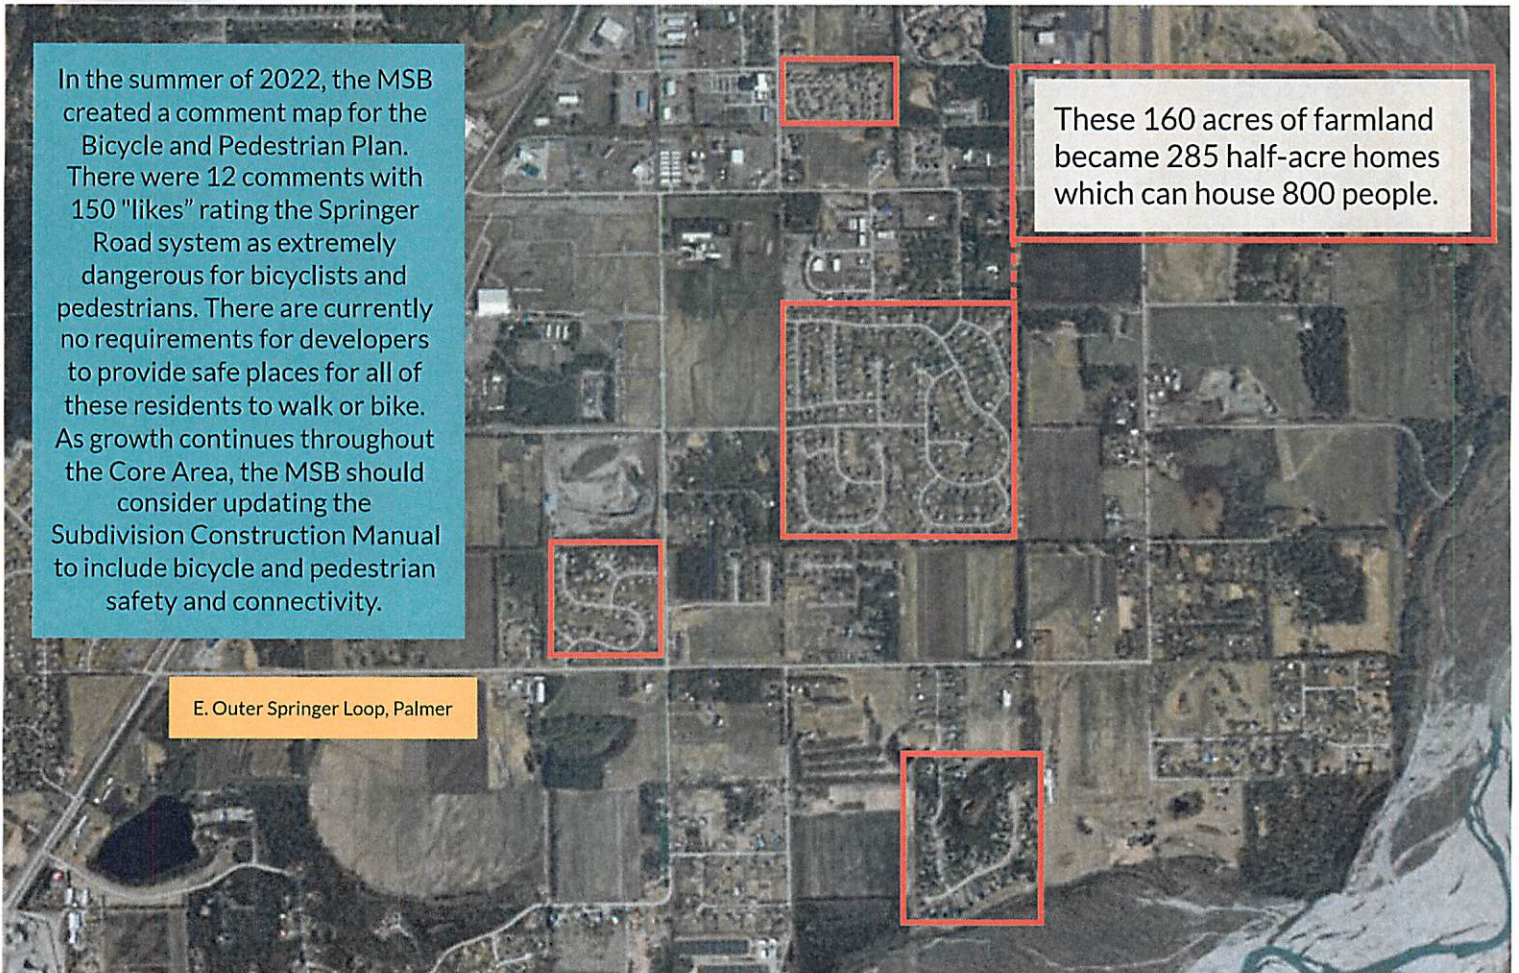 In the summer of 2022, the MSB
created a comment map for the
Bicycle and Pedestrian Plan.
There were 12 comments with
150 "likes” rating the Springer
Road system as extremely
dangerous for bicyclists and
pedestrians. There are currently
no requirements for developers
to provide safe places for all of
these residents to walk or bike.
As growth continues throughout
the Core Area, the MSB should
consider updating the
Subdivision Construction Manual
to include bicycle and pedestrian
safety and connectivity.
These 160 acres of farmland
became 285 half-acre homes
which can house 800 people.
E. Outer Springer Loop, Palmer